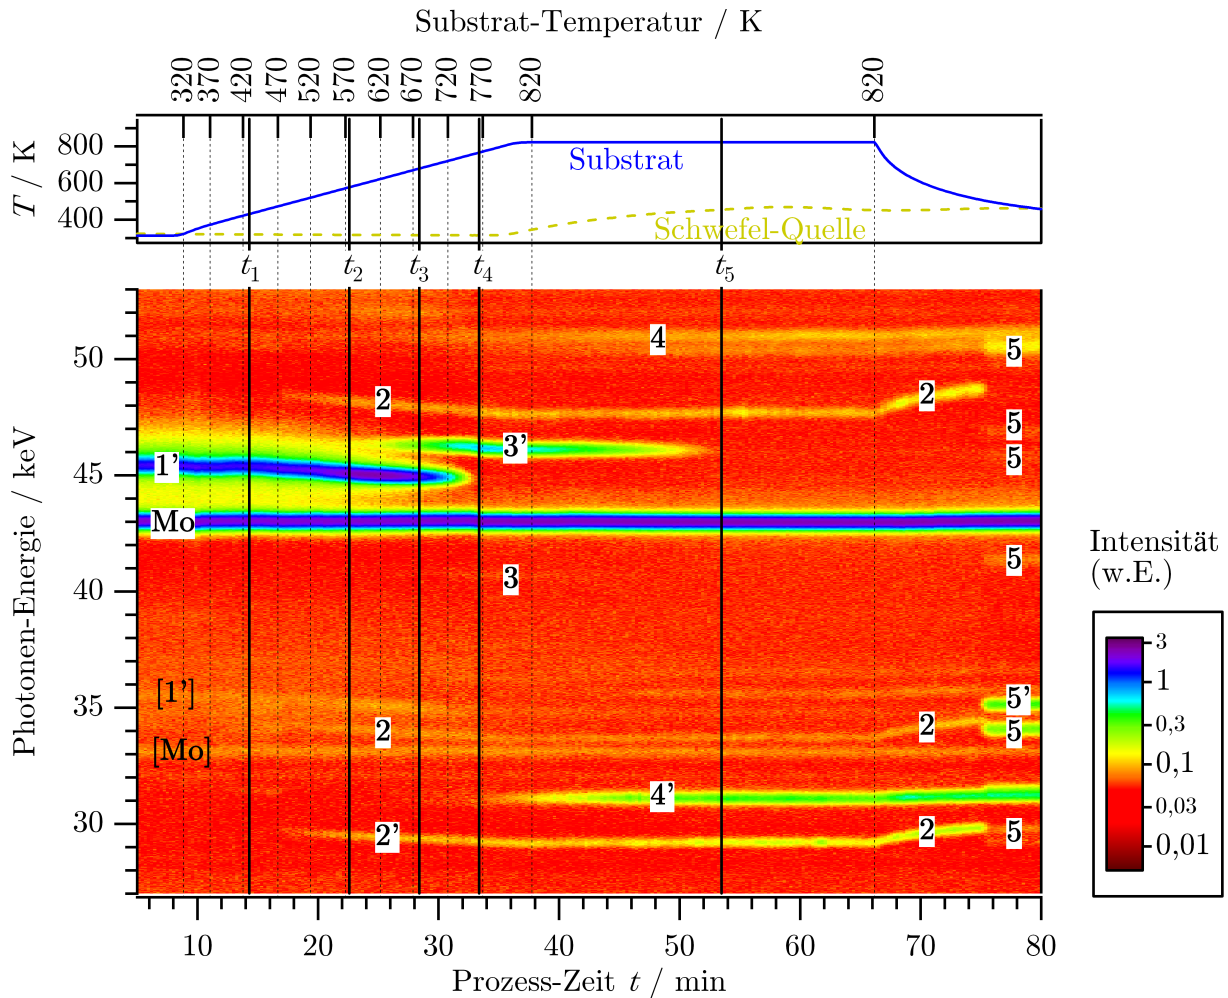 Substrat-Temperatur / K
320 370 420 470 520 570 620 670 720 770 820 820
T / K
800
600
400
Substrat
Schwefel-Quelle
t1 t2 t3 t4 t5
Photonen-Energie / keV
50
45
40
35
30
4
5
2
2
5
3'
5
1'
Mo
5
3
[1']
5'
2
2
5
[Mo]
4'
2'
2
5
Intensität
(w.E.)
3
1
0,3
0,1
0,03
0,01
10 20 30 40 50 60 70 80
Prozess-Zeit t / min